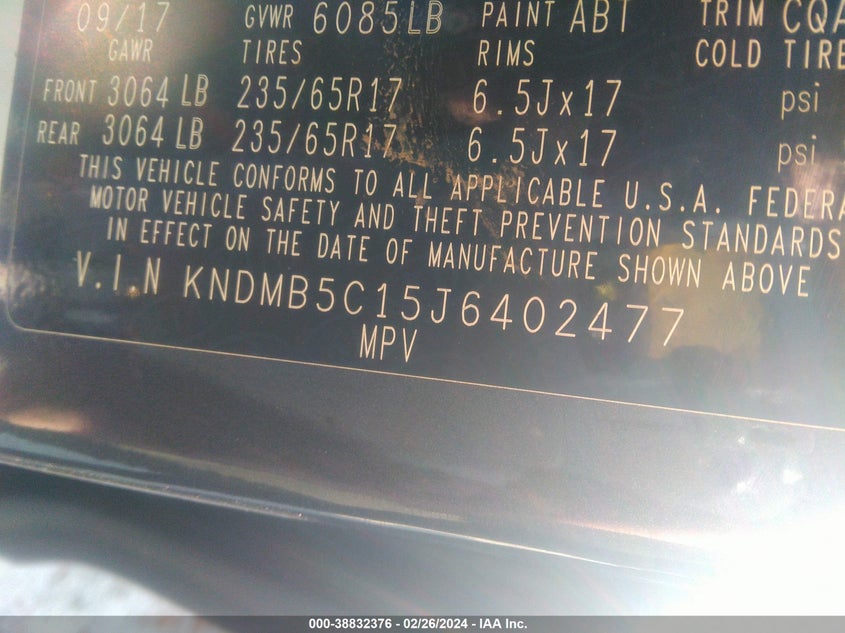 09/17 GVWR 6085LB PAINT ABT TRIM CQA
GAWR TIRES RIMS COLD TIRE
FRONT 3064 LB 235/65R17 6.5Jx17 psi
REAR 3064 LB 235/65R17 6.5Jx17 psi
THIS VEHICLE CONFORMS TO ALL APPLICABLE U.S.A. FEDERA
MOTOR VEHICLE SAFETY AND THEFT PREVENTION STANDARDS
IN EFFECT ON THE DATE OF MANUFACTURE SHOWN ABOVE
V.I.N KNDMB5C15J6402477
MPV
000-38832376 - 02/26/2024 - IAA Inc.